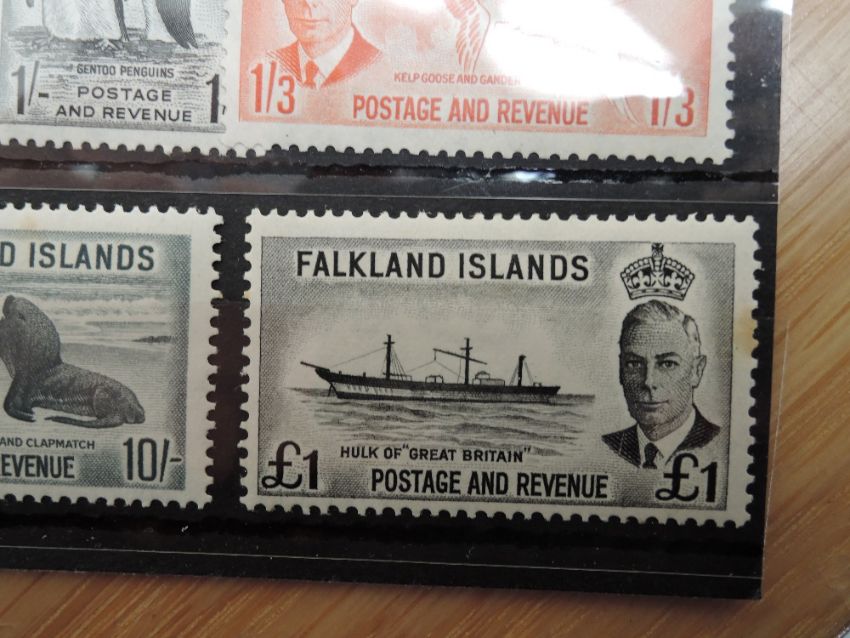 GENTOO PENGUINS
1/- POSTAGE 1
AND REVENUE
KELP GOOSE AND GANDER
1/3 POSTAGE AND REVENUE 1/3
D ISLANDS
AND CLAPMATCH
EVENUE 10/-
FALKLAND ISLANDS
HULK OF "GREAT BRITAIN"
£1 POSTAGE AND REVENUE £1